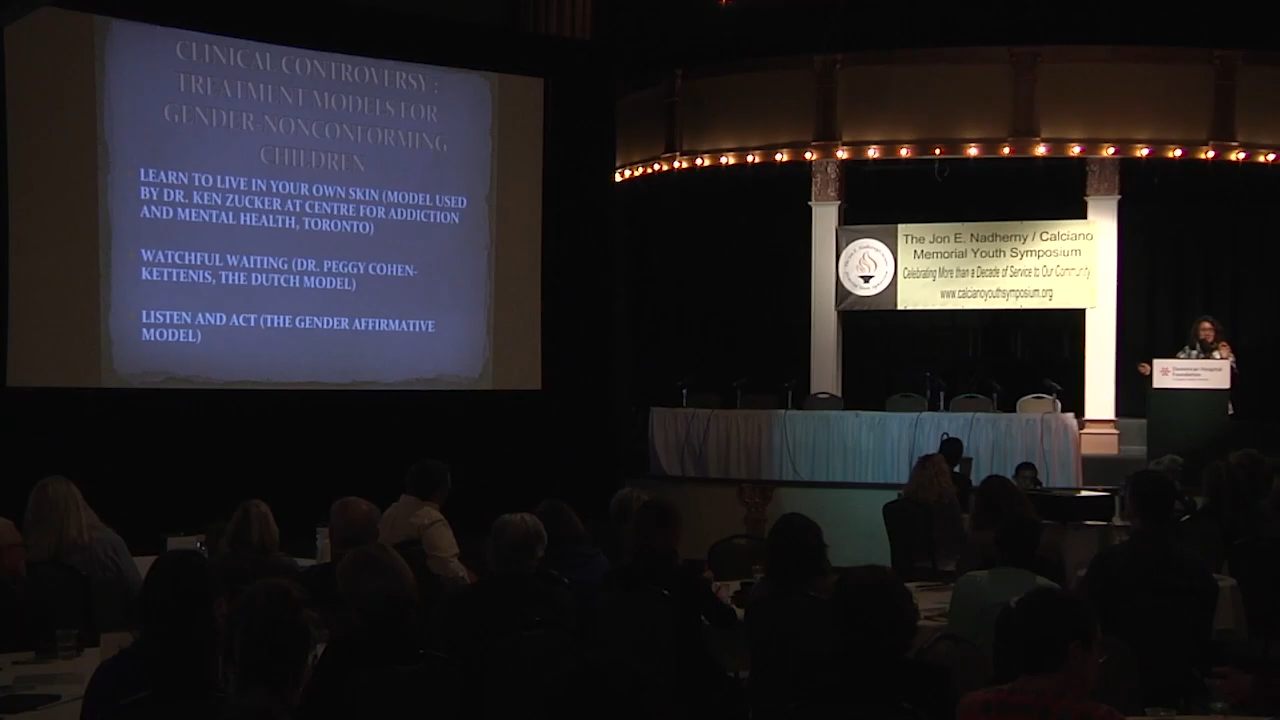 CLINICAL CONTROVERSY :
TREATMENT MODELS FOR
GENDER-NONCONFORMING
CHILDREN
LEARN TO LIVE IN YOUR OWN SKIN (MODEL USED
BY DR. KEN ZUCKER AT CENTRE FOR ADDICTION
AND MENTAL HEALTH, TORONTO)
WATCHFUL WAITING (DR. PEGGY COHEN-
KETTENIS, THE DUTCH MODEL)
LISTEN AND ACT (THE GENDER AFFIRMATIVE
MODEL)
The Jon E. Nadherny / Calciano
Memorial Youth Symposium
Celebrating More than a Decade of Service to Our Community
www.calcianoyouthsymposium.org
Dominican Hospital
Foundation